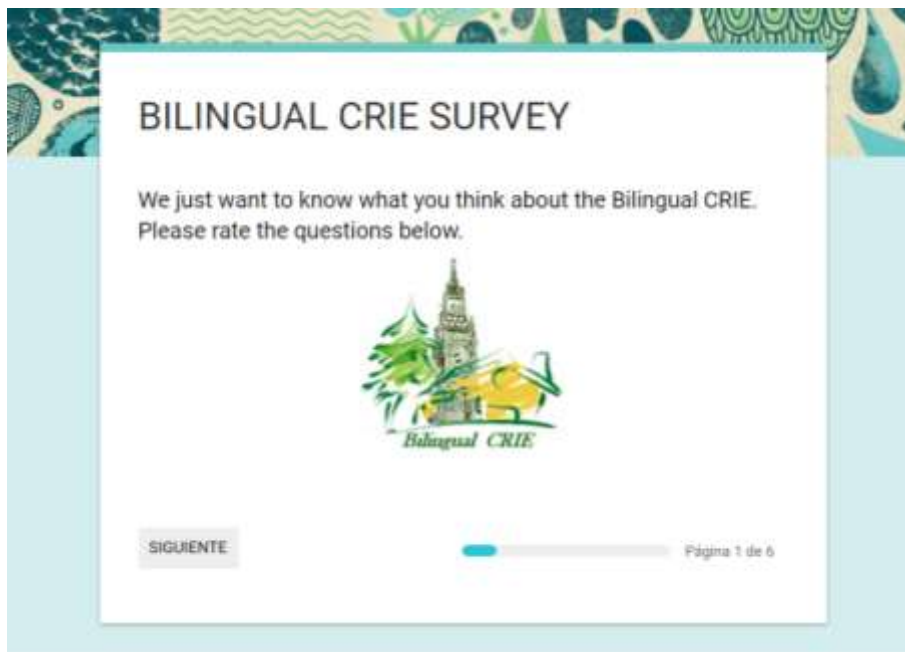 BILINGUAL CRIE SURVEY
We just want to know what you think about the Bilingual CRIE.
Please rate the questions below.
Bilingual CRIE
SIGUIENTE
Página 1 de 6